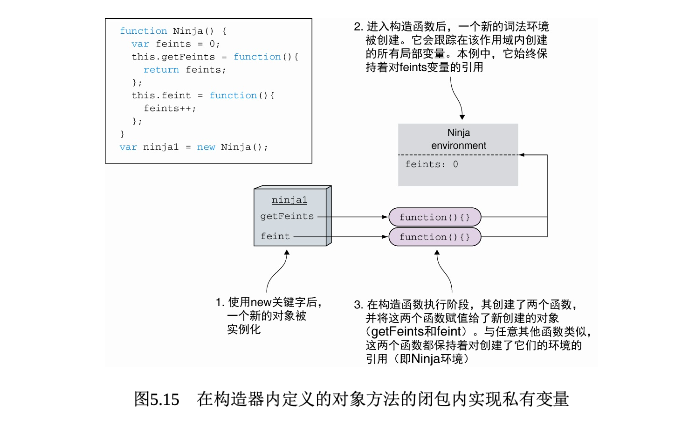 function Ninja() {
var feints = 0;
this.getFeints = function(){
return feints;
};
this.feint = function(){
feints++;
};
}
var ninja1 = new Ninja();
2. 进入构造函数后，一个新的词法环境
被创建。它会跟踪在该作用域内创建
的所有局部变量。本例中，它始终保
持着对feints变量的引用
Ninja
environment
feints: 0
ninja1
getFeints
function(){}
feint
function(){}
1. 使用new关键字后，
一个新的对象被
实例化
3. 在构造函数执行阶段，其创建了两个函数，
并将这两个函数赋值给了新创建的对象
（getFeints和feint）。与任意其他函数类似，
这两个函数都保持着对创建了它们的环境的
引用（即Ninja环境）
图5.15 在构造器内定义的对象方法的闭包内实现私有变量